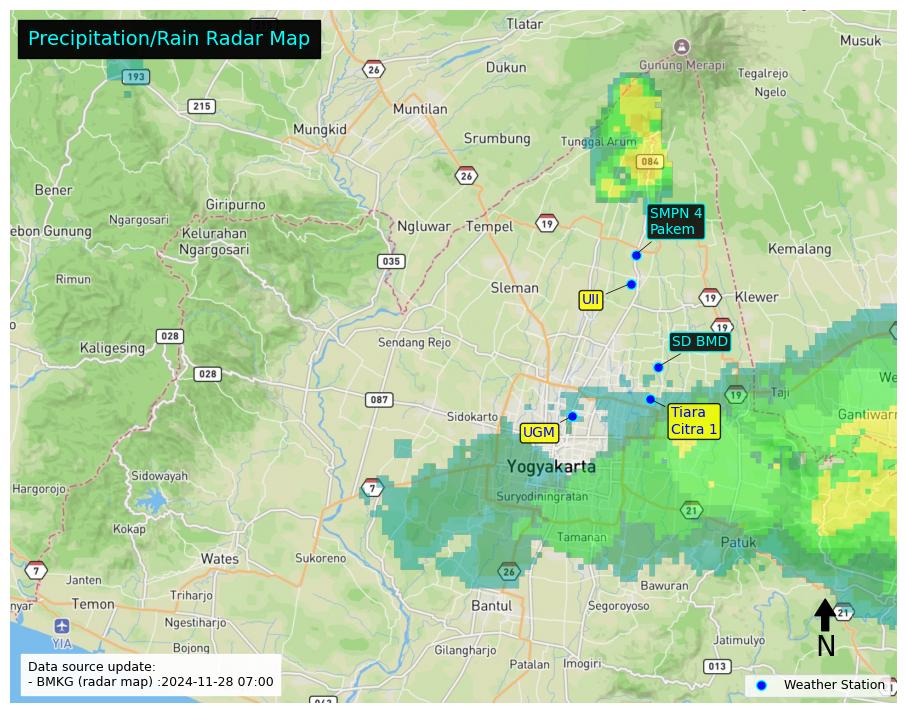 Precipitation/Rain Radar Map
Tlatar
Musuk
Gunung Merapi
26
Dukun
Tegalrejo
193
Ngelo
215
Muntilan
Mungkid
Srumbung
Tunggal Arum
084
26
Bener
Giripurno
SMPN 4
Pakem
Ngargosari
ebon Gunung
Kelurahan
Ngargosari
Ngluwar
Tempel
19
Kemalang
035
Rimun
Sleman
UII
19
Klewer
19
028
Kaligesing
Sendang Rejo
SD BMD
028
We
087
19
Taji
Sidokarto
Tiara
Citra 1
Gantiwarn
UGM
Yogyakarta
Sidowayah
Hargorojo
7
Suryodiningratan
21
Kokap
Tamanan
Patuk
Wates
Sukoreno
7
26
Janten
Bawuran
Triharjo
nyar
Temon
Bantul
Segoroyoso
21
Ngestiharjo
YIA
Jatimulyo
N
Bojong
Gilangharjo
Patalan
Imogiri
013
Data source update:
- BMKG (radar map) :2024-11-28 07:00
Weather Station